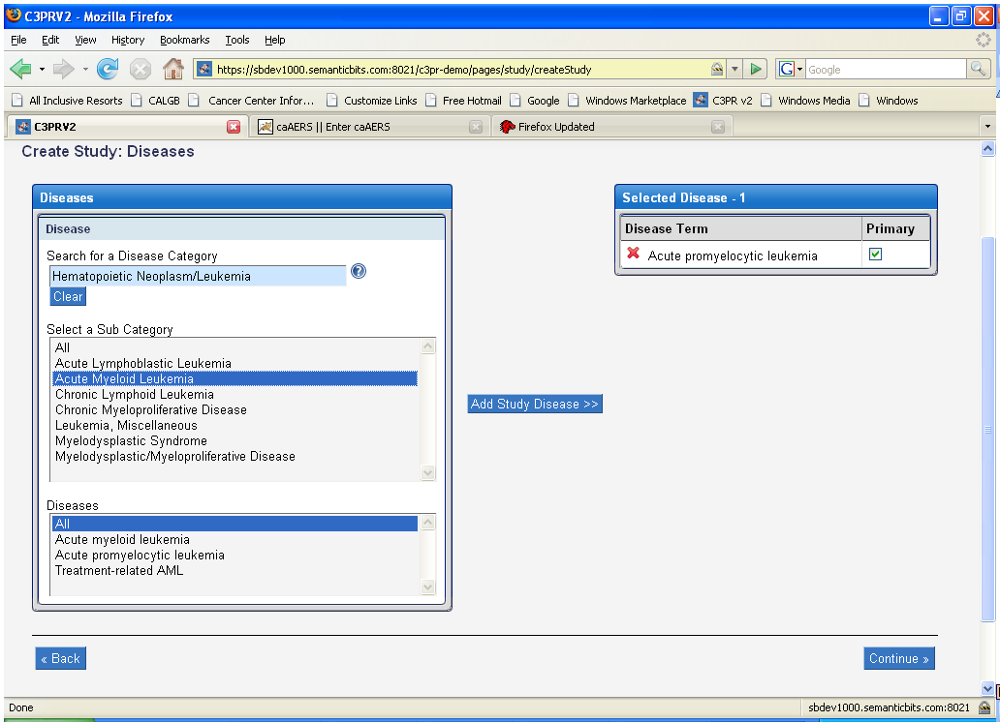 C3PRV2 - Mozilla Firefox
File Edit View History Bookmarks Tools Help
https://sbdev1000.semanticbits.com:8021/c3pr-demo/pages/study/createStudy
G Google
All Inclusive Resorts CALGB Cancer Center Infor... Customize Links Free Hotmail Google Windows Marketplace C3PR v2 Windows Media Windows
C3PRV2 caAERS || Enter caAERS Firefox Updated
Create Study: Diseases
Diseases
Disease
Search for a Disease Category
Hematopoietic Neoplasm/Leukemia
?
Clear
Select a Sub Category
All
Acute Lymphoblastic Leukemia
Acute Myeloid Leukemia
Chronic Lymphoid Leukemia
Chronic Myeloproliferative Disease
Leukemia, Miscellaneous
Myelodysplastic Syndrome
Myelodysplastic/Myeloproliferative Disease
Diseases
All
Acute myeloid leukemia
Acute promyelocytic leukemia
Treatment-related AML
Add Study Disease >>
Selected Disease - 1
Disease Term Primary
Acute promyelocytic leukemia
« Back
Continue »
Done
sbdev1000.semanticbits.com:8021